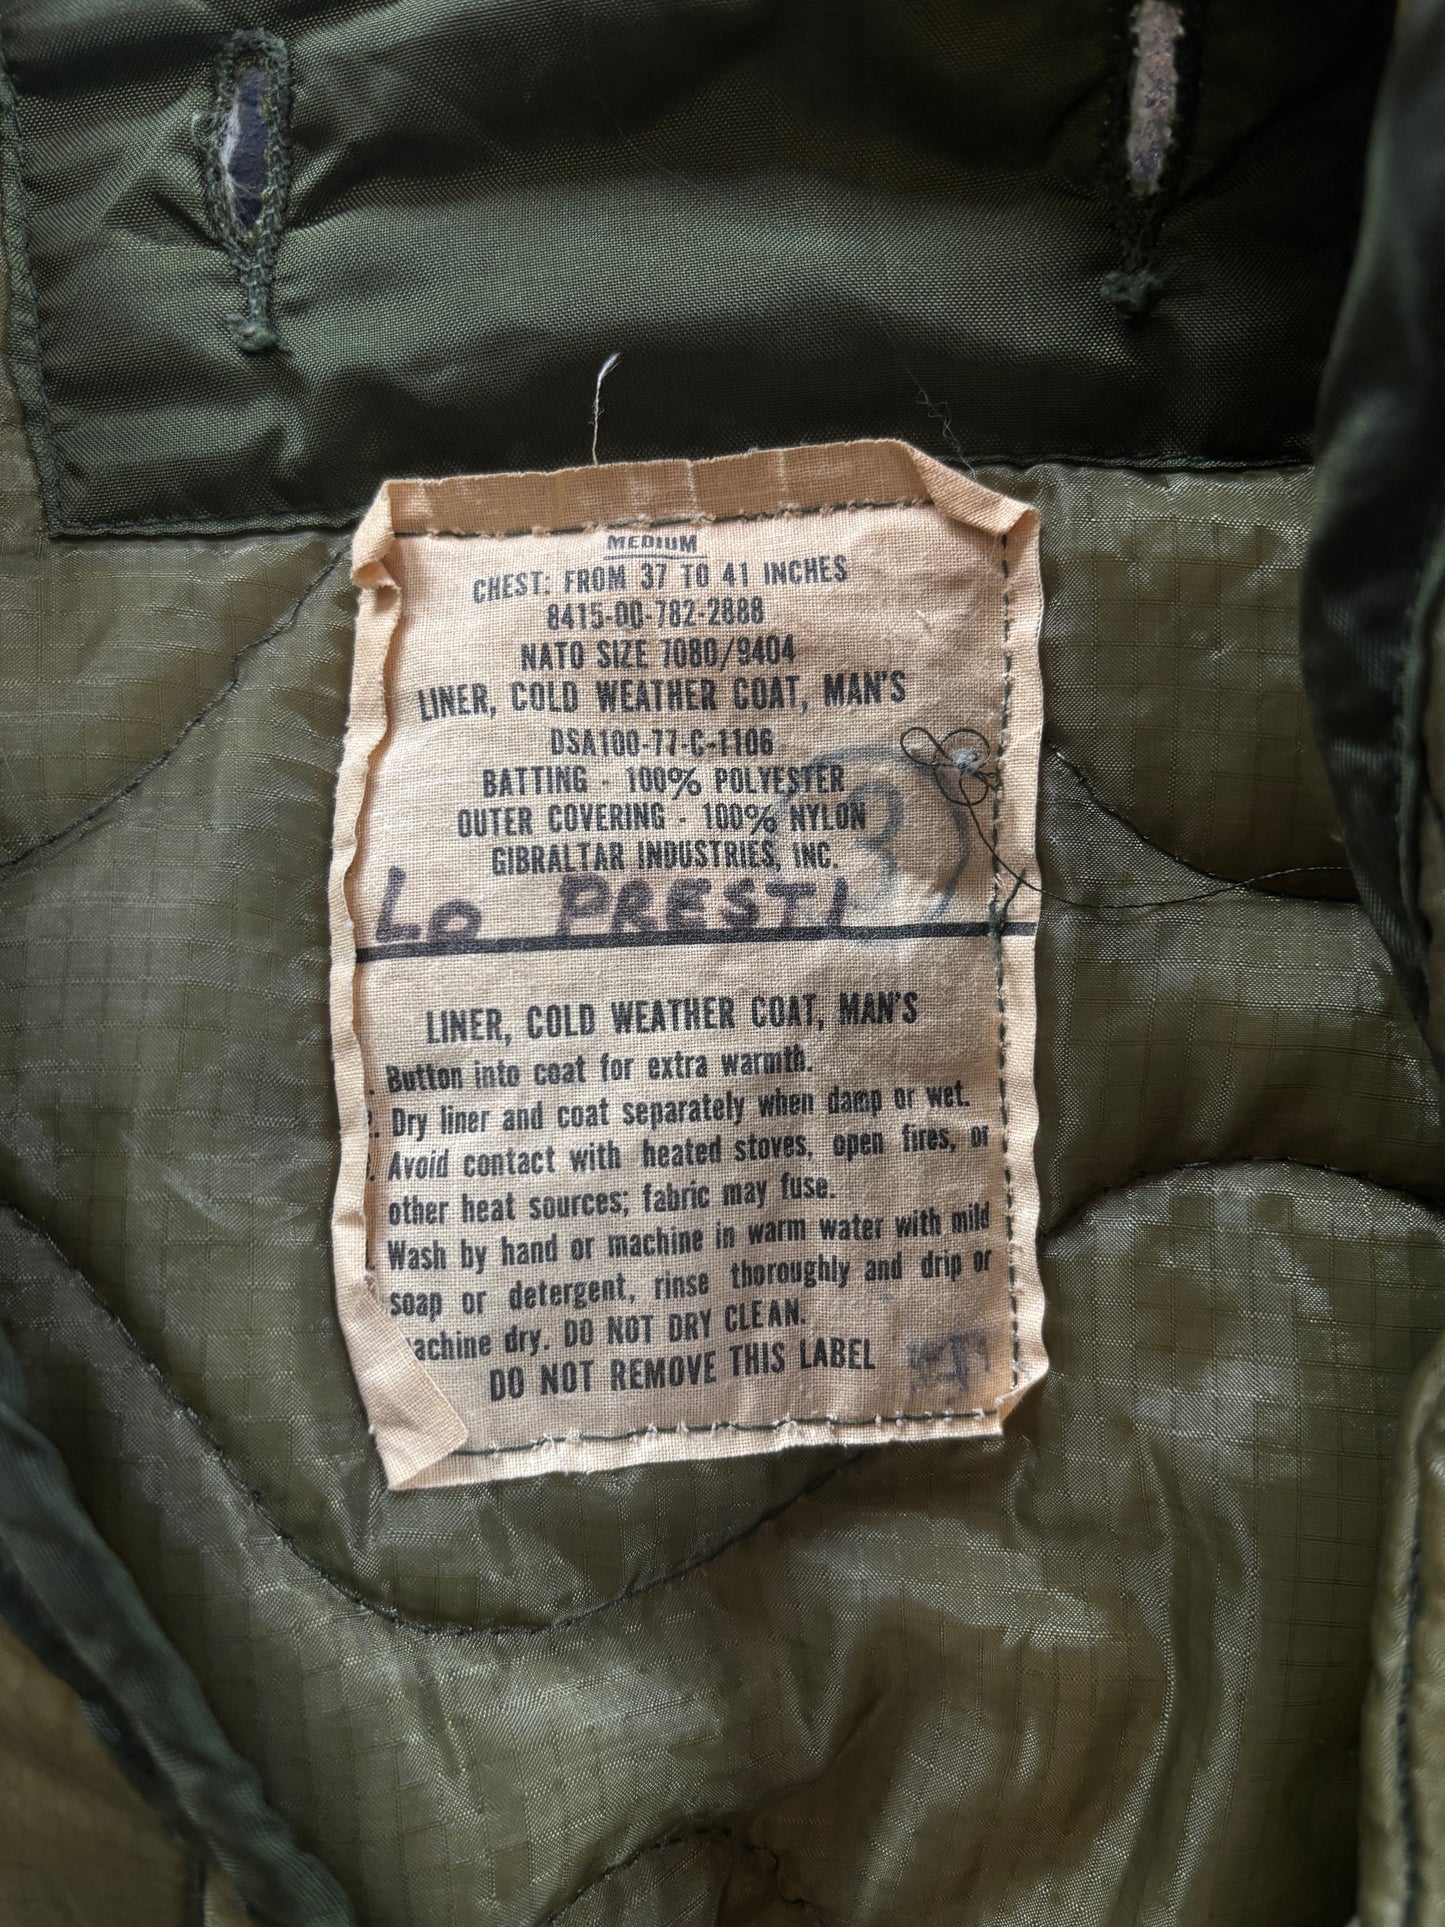 MEDIUM
CHEST: FROM 37 TO 41 INCHES
8415-00-782-2888
NATO SIZE 7080/9404
LINER, COLD WEATHER COAT, MAN'S
DSA100-77-C-1106
BATTING - 100% POLYESTER
OUTER COVERING - 100% NYLON
GIBRALTAR INDUSTRIES, INC.
3
LO PRESTI
LINER, COLD WEATHER COAT, MAN'S
. Button into coat for extra warmth.
2. Dry liner and coat separately when damp or wet.
. Avoid contact with heated stoves, open fires, or
other heat sources; fabric may fuse.
Wash by hand or machine in warm water with mild
soap or detergent, rinse thoroughly and drip or
achine dry. DO NOT DRY CLEAN.
DO NOT REMOVE THIS LABEL